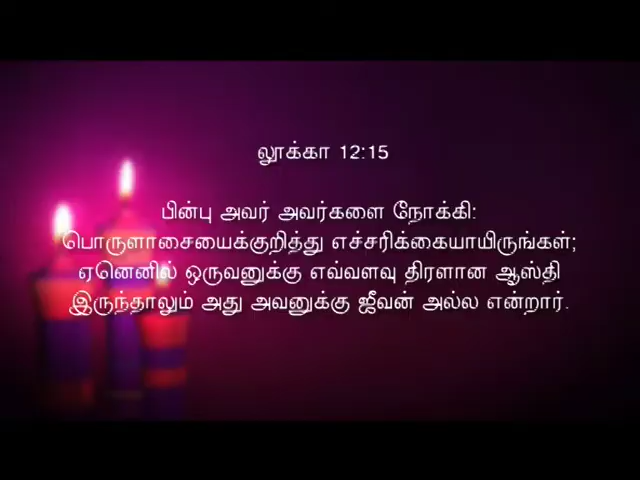 லூக்கா 12:15
பின்பு அவர் அவர்களை நோக்கி:
பொருளாசையைக்குறித்து எச்சரிக்கையாயிருங்கள்;
ஏனெனில் ஒருவனுக்கு எவ்வளவு திரளான ஆஸ்தி
இருந்தாலும் அது அவனுக்கு ஜீவன் அல்ல என்றார்.